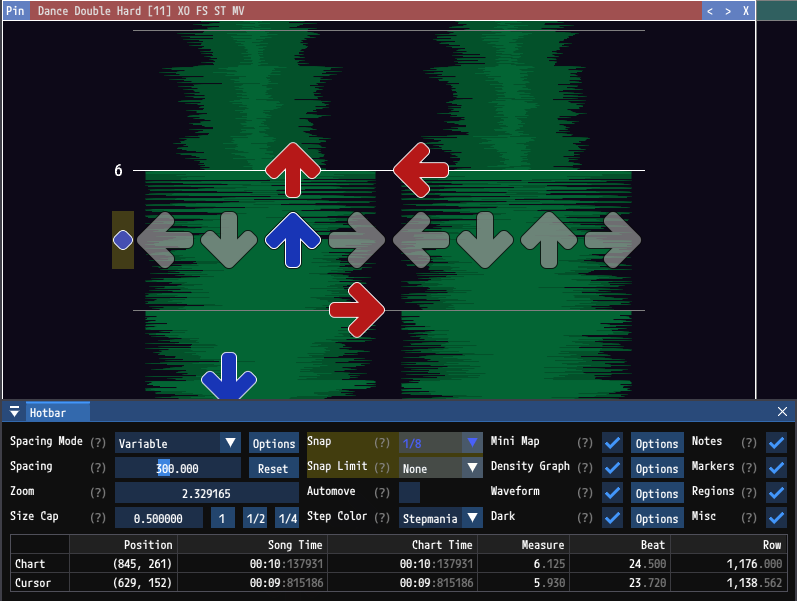 Pin Dance Double Hard [11] XO FS ST MV < > X
6
Hotbar
Spacing Mode (?) Variable Options Snap (?) 1/8 Mini Map (?) Options Notes (?)
Spacing (?) 300.000 Reset Snap Limit (?) None Density Graph (?) Options Markers (?)
Zoom (?) 2.329165 Automove (?) Waveform (?) Options Regions (?)
Size Cap (?) 0.500000 1 1/2 1/4 Step Color (?) Stepmania Dark (?) Options Misc (?)
Position Song Time Chart Time Measure Beat Row
Chart (845, 261) 00:10:137931 00:10:137931 6.125 24.500 1,176.000
Cursor (629, 152) 00:09:815186 00:09:815186 5.930 23.720 1,138.562